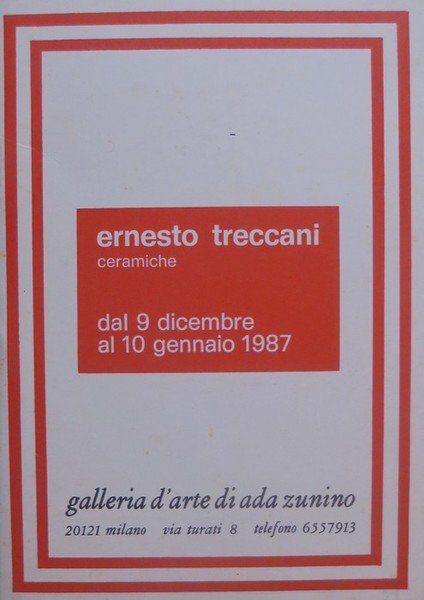 ernesto treccani
ceramiche
dal 9 dicembre
al 10 gennaio 1987
galleria d'arte di ada zunino
20121 milano via turati 8 telefono 6557913